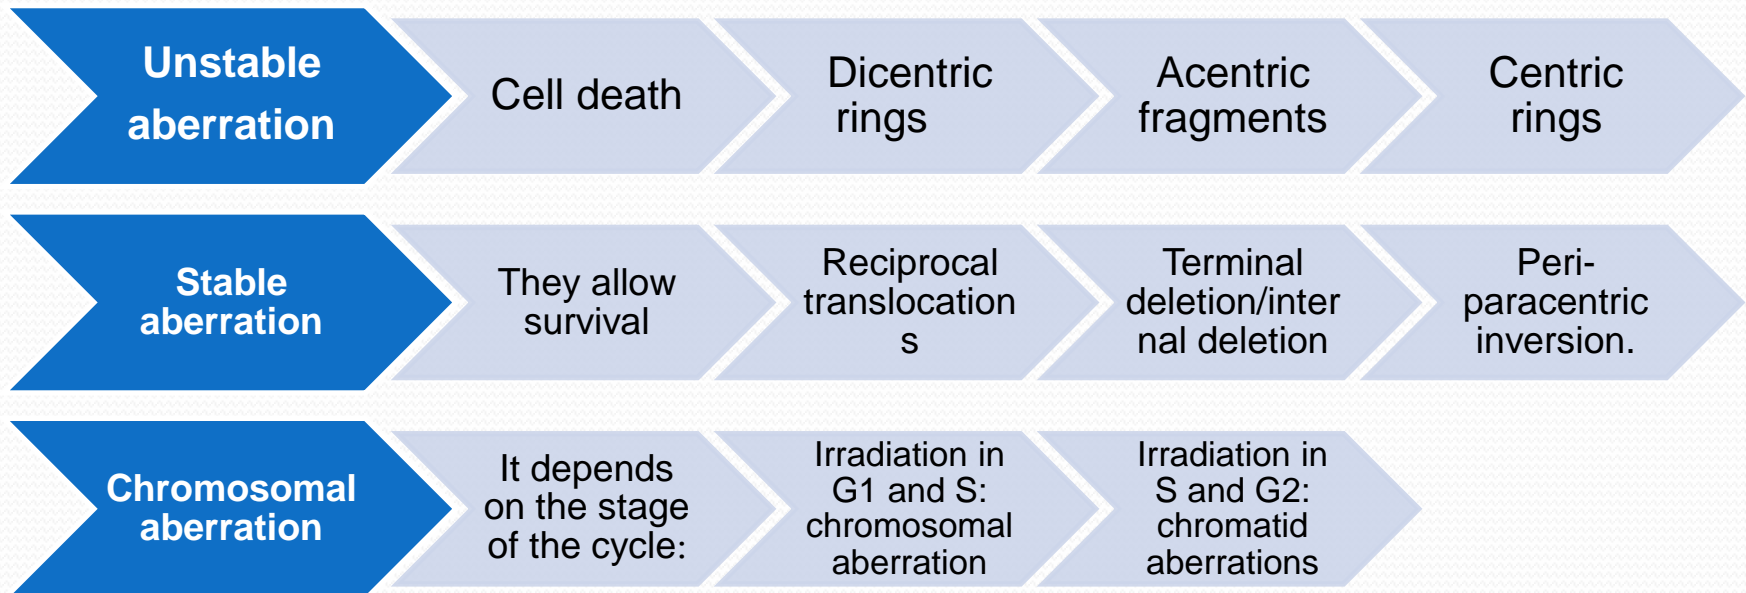 Unstable
aberration
Cell death
Dicentric
rings
Acentric
fragments
Centric
rings
Stable
aberration
They allow
survival
Reciprocal
translocation
s
Terminal
deletion/inter
nal deletion
Peri-
paracentric
inversion.
Chromosomal
aberration
It depends
on the stage
of the cycle:
Irradiation in
G1 and S:
chromosomal
aberration
Irradiation in
S and G2:
chromatid
aberrations